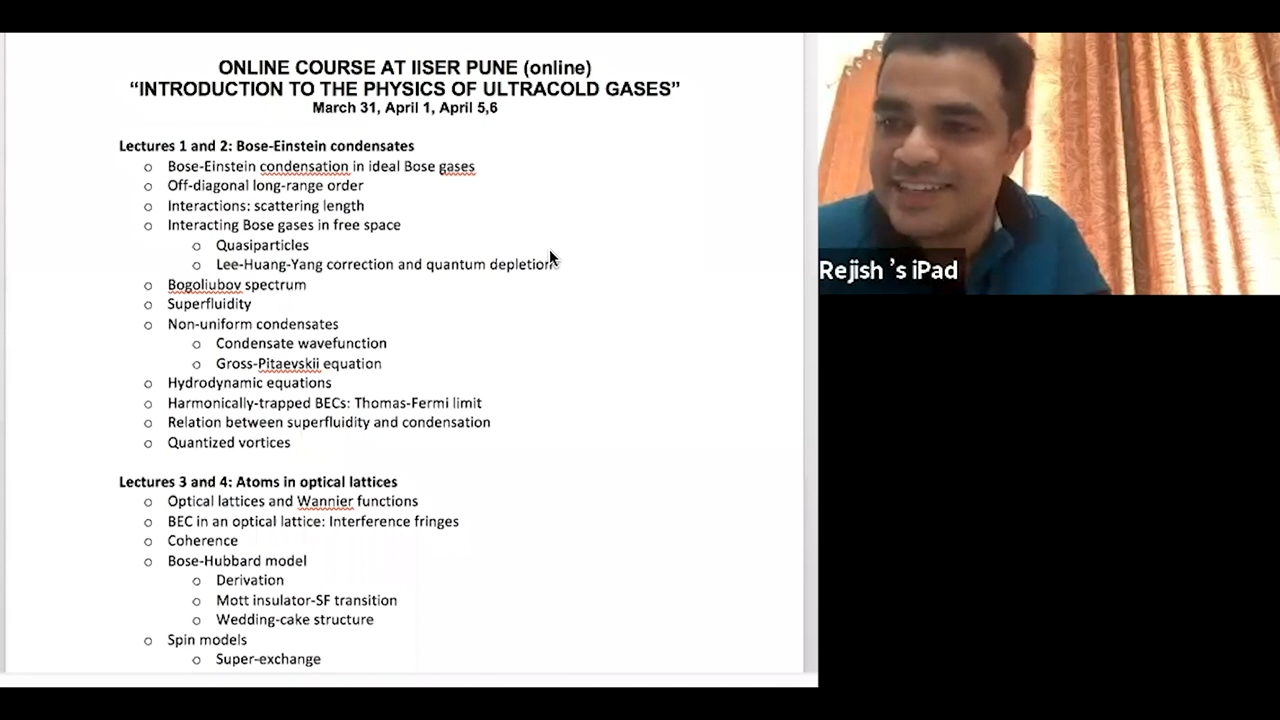 ONLINE COURSE AT IISER PUNE (online)
“INTRODUCTION TO THE PHYSICS OF ULTRACOLD GASES”
March 31, April 1, April 5,6
Lectures 1 and 2: Bose-Einstein condensates
o Bose-Einstein condensation in ideal Bose gases
o Off-diagonal long-range order
o Interactions: scattering length
o Interacting Bose gases in free space
o Quasiparticles
o Lee-Huang-Yang correction and quantum depletion
o Bogoliubov spectrum
o Superfluidity
o Non-uniform condensates
o Condensate wavefunction
o Gross-Pitaevskii equation
o Hydrodynamic equations
o Harmonically-trapped BECs: Thomas-Fermi limit
o Relation between superfluidity and condensation
o Quantized vortices
Lectures 3 and 4: Atoms in optical lattices
o Optical lattices and Wannier functions
o BEC in an optical lattice: Interference fringes
o Coherence
o Bose-Hubbard model
o Derivation
o Mott insulator-SF transition
o Wedding-cake structure
o Spin models
o Super-exchange
Rejish ’s iPad